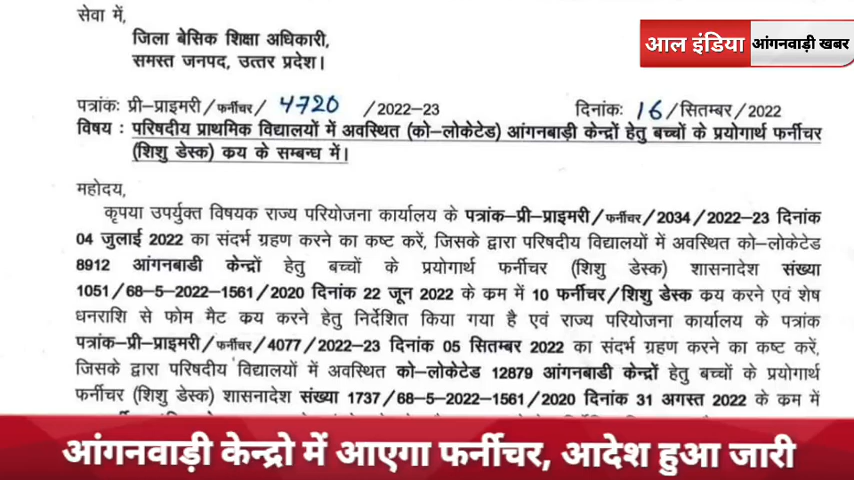 सेवा में,
आल इंडिया आंगनवाड़ी खबर
जिला बेसिक शिक्षा अधिकारी,
समस्त जनपद, उत्तर प्रदेश।
पत्रांकः प्री–प्राइमरी/फर्नीचर/ 4720 /2022-23 दिनांकः 16/सितम्बर/2022
विषय : परिषदीय प्राथमिक विद्यालयों में अवस्थित (को–लोकेटेड) आंगनबाड़ी केन्द्रों हेतु बच्चों के प्रयोगार्थ फर्नीचर
(शिशु डेस्क) क्रय के सम्बन्ध में।
महोदय,
कृपया उपर्युक्त विषयक राज्य परियोजना कार्यालय के पत्रांक–प्री–प्राइमरी/फर्नीचर/2034/2022-23 दिनांक
04 जुलाई 2022 का संदर्भ ग्रहण करने का कष्ट करें, जिसके द्वारा परिषदीय विद्यालयों में अवस्थित को–लोकेटेड
8912 आंगनबाडी केन्द्रों हेतु बच्चों के प्रयोगार्थ फर्नीचर (शिशु डेस्क) शासनादेश संख्या
1051/68-5-2022-1561/2020 दिनांक 22 जून 2022 के क्रम में 10 फर्नीचर/शिशु डेस्क क्रय करने एवं शेष
धनराशि से फोम मैट क्रय करने हेतु निर्देशित किया गया है एवं राज्य परियोजना कार्यालय के पत्रांक
पत्रांक–प्री–प्राइमरी/फर्नीचर/4077/2022-23 दिनांक 05 सितम्बर 2022 का संदर्भ ग्रहण करने का कष्ट करें,
जिसके द्वारा परिषदीय विद्यालयों में अवस्थित को–लोकेटेड 12879 आंगनबाडी केन्द्रों हेतु बच्चों के प्रयोगार्थ
फर्नीचर (शिशु डेस्क) शासनादेश संख्या 1737/68-5-2022-1561/2020 दिनांक 31 अगस्त 2022 के क्रम में
आंगनवाड़ी केन्द्रो में आएगा फर्नीचर, आदेश हुआ जारी